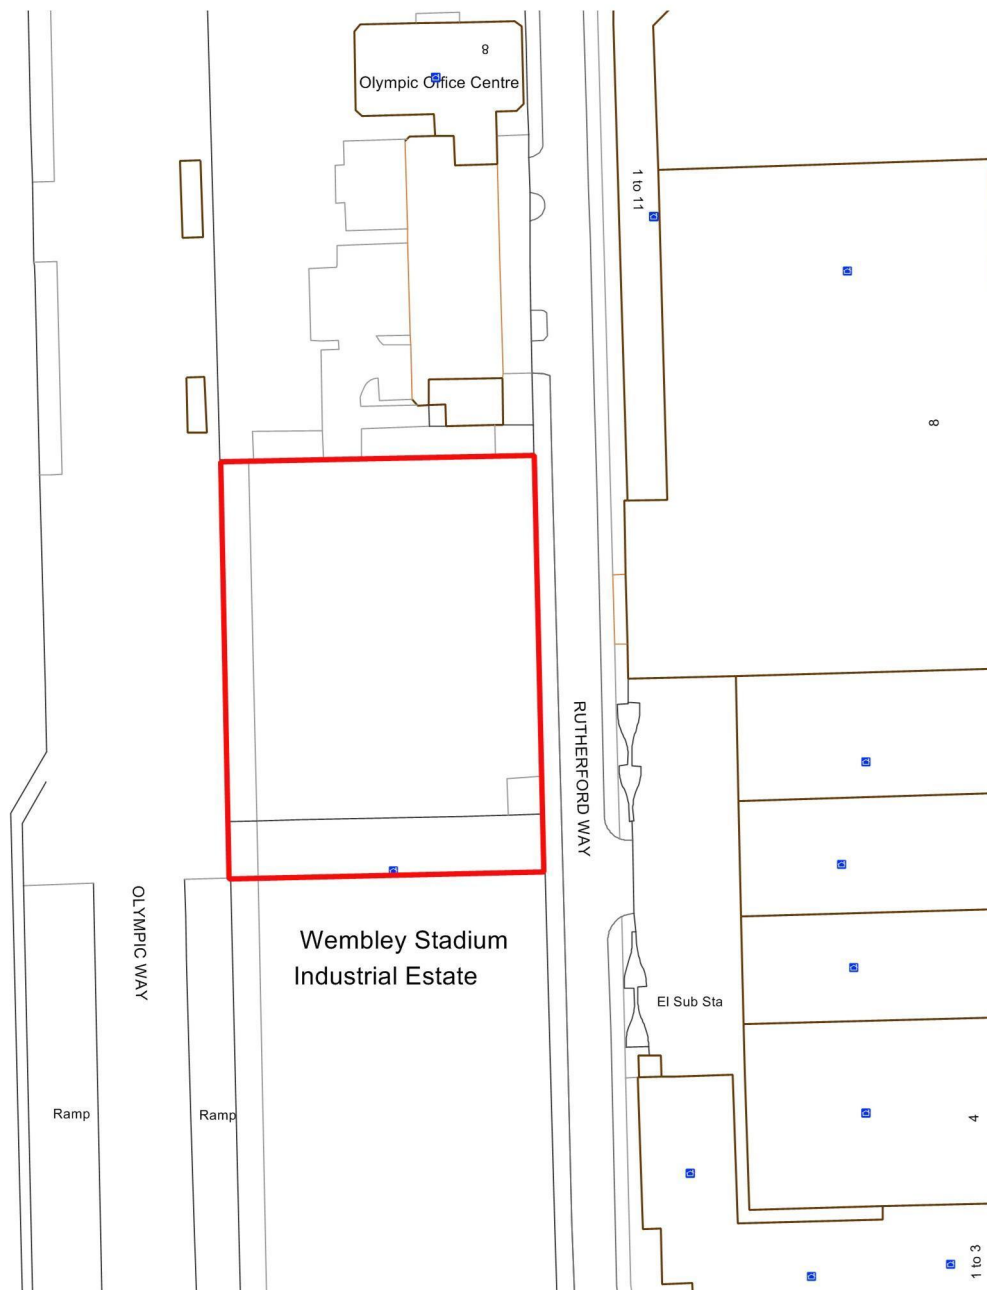 8
Olympic Office Centre
1 to 11
8
RUTHERFORD WAY
OLYMPIC WAY
Wembley Stadium
Industrial Estate
El Sub Sta
Ramp
Ramp
4
1 to 3